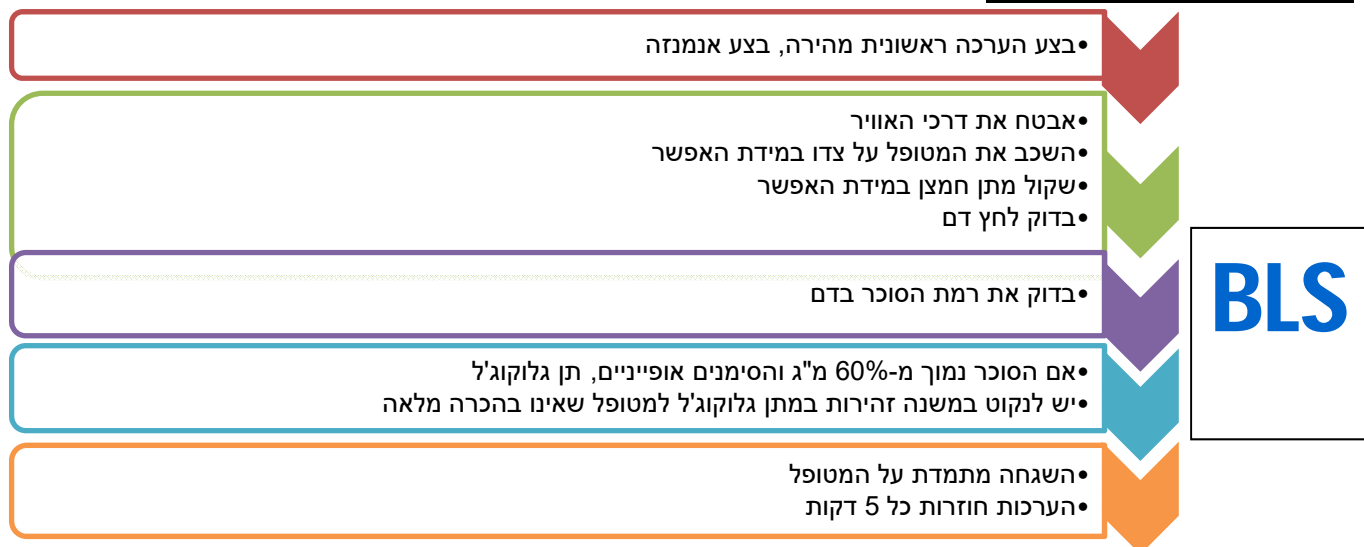 •בצע הערכה ראשונית מהירה, בצע אנמנזה
•אבטח את דרכי האוויר
•השכב את המטופל על צדו במידת האפשר
•שקול מתן חמצן במידת האפשר
•בדוק לחץ דם
•בדוק את רמת הסוכר בדם
BLS
•אם הסוכר נמוך מ-60% מ"ג והסימנים אופייניים, תן גלוקוג'ל
•יש לנקוט במשנה זהירות במתן גלוקוג'ל למטופל שאינו בהכרה מלאה
•השגחה מתמדת על המטופל
•הערכות חוזרות כל 5 דקות